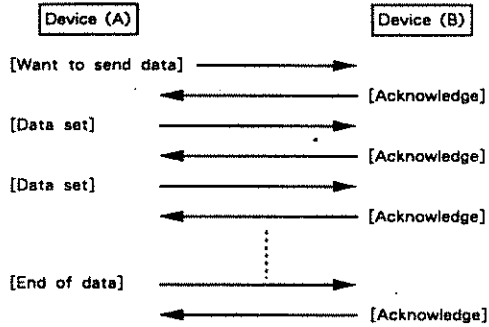 Device (A) Device (B)
[Want to send data]
[Acknowledge]
[Data set]
[Acknowledge]
[Data set]
[Acknowledge]
[End of data]
[Acknowledge]